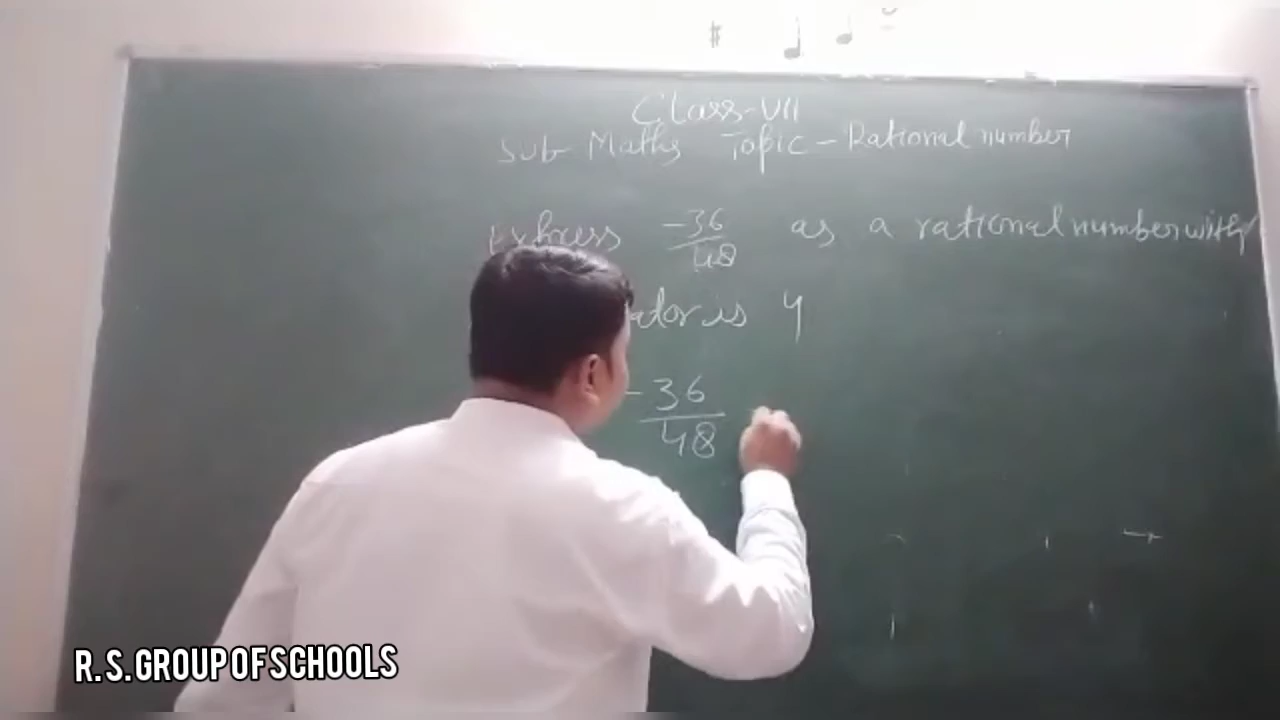 Class-VII
Sub Maths Topic - Rational number
Express -36/48 as a rational number with
ator is 4
-36/48
R. S. GROUP OF SCHOOLS